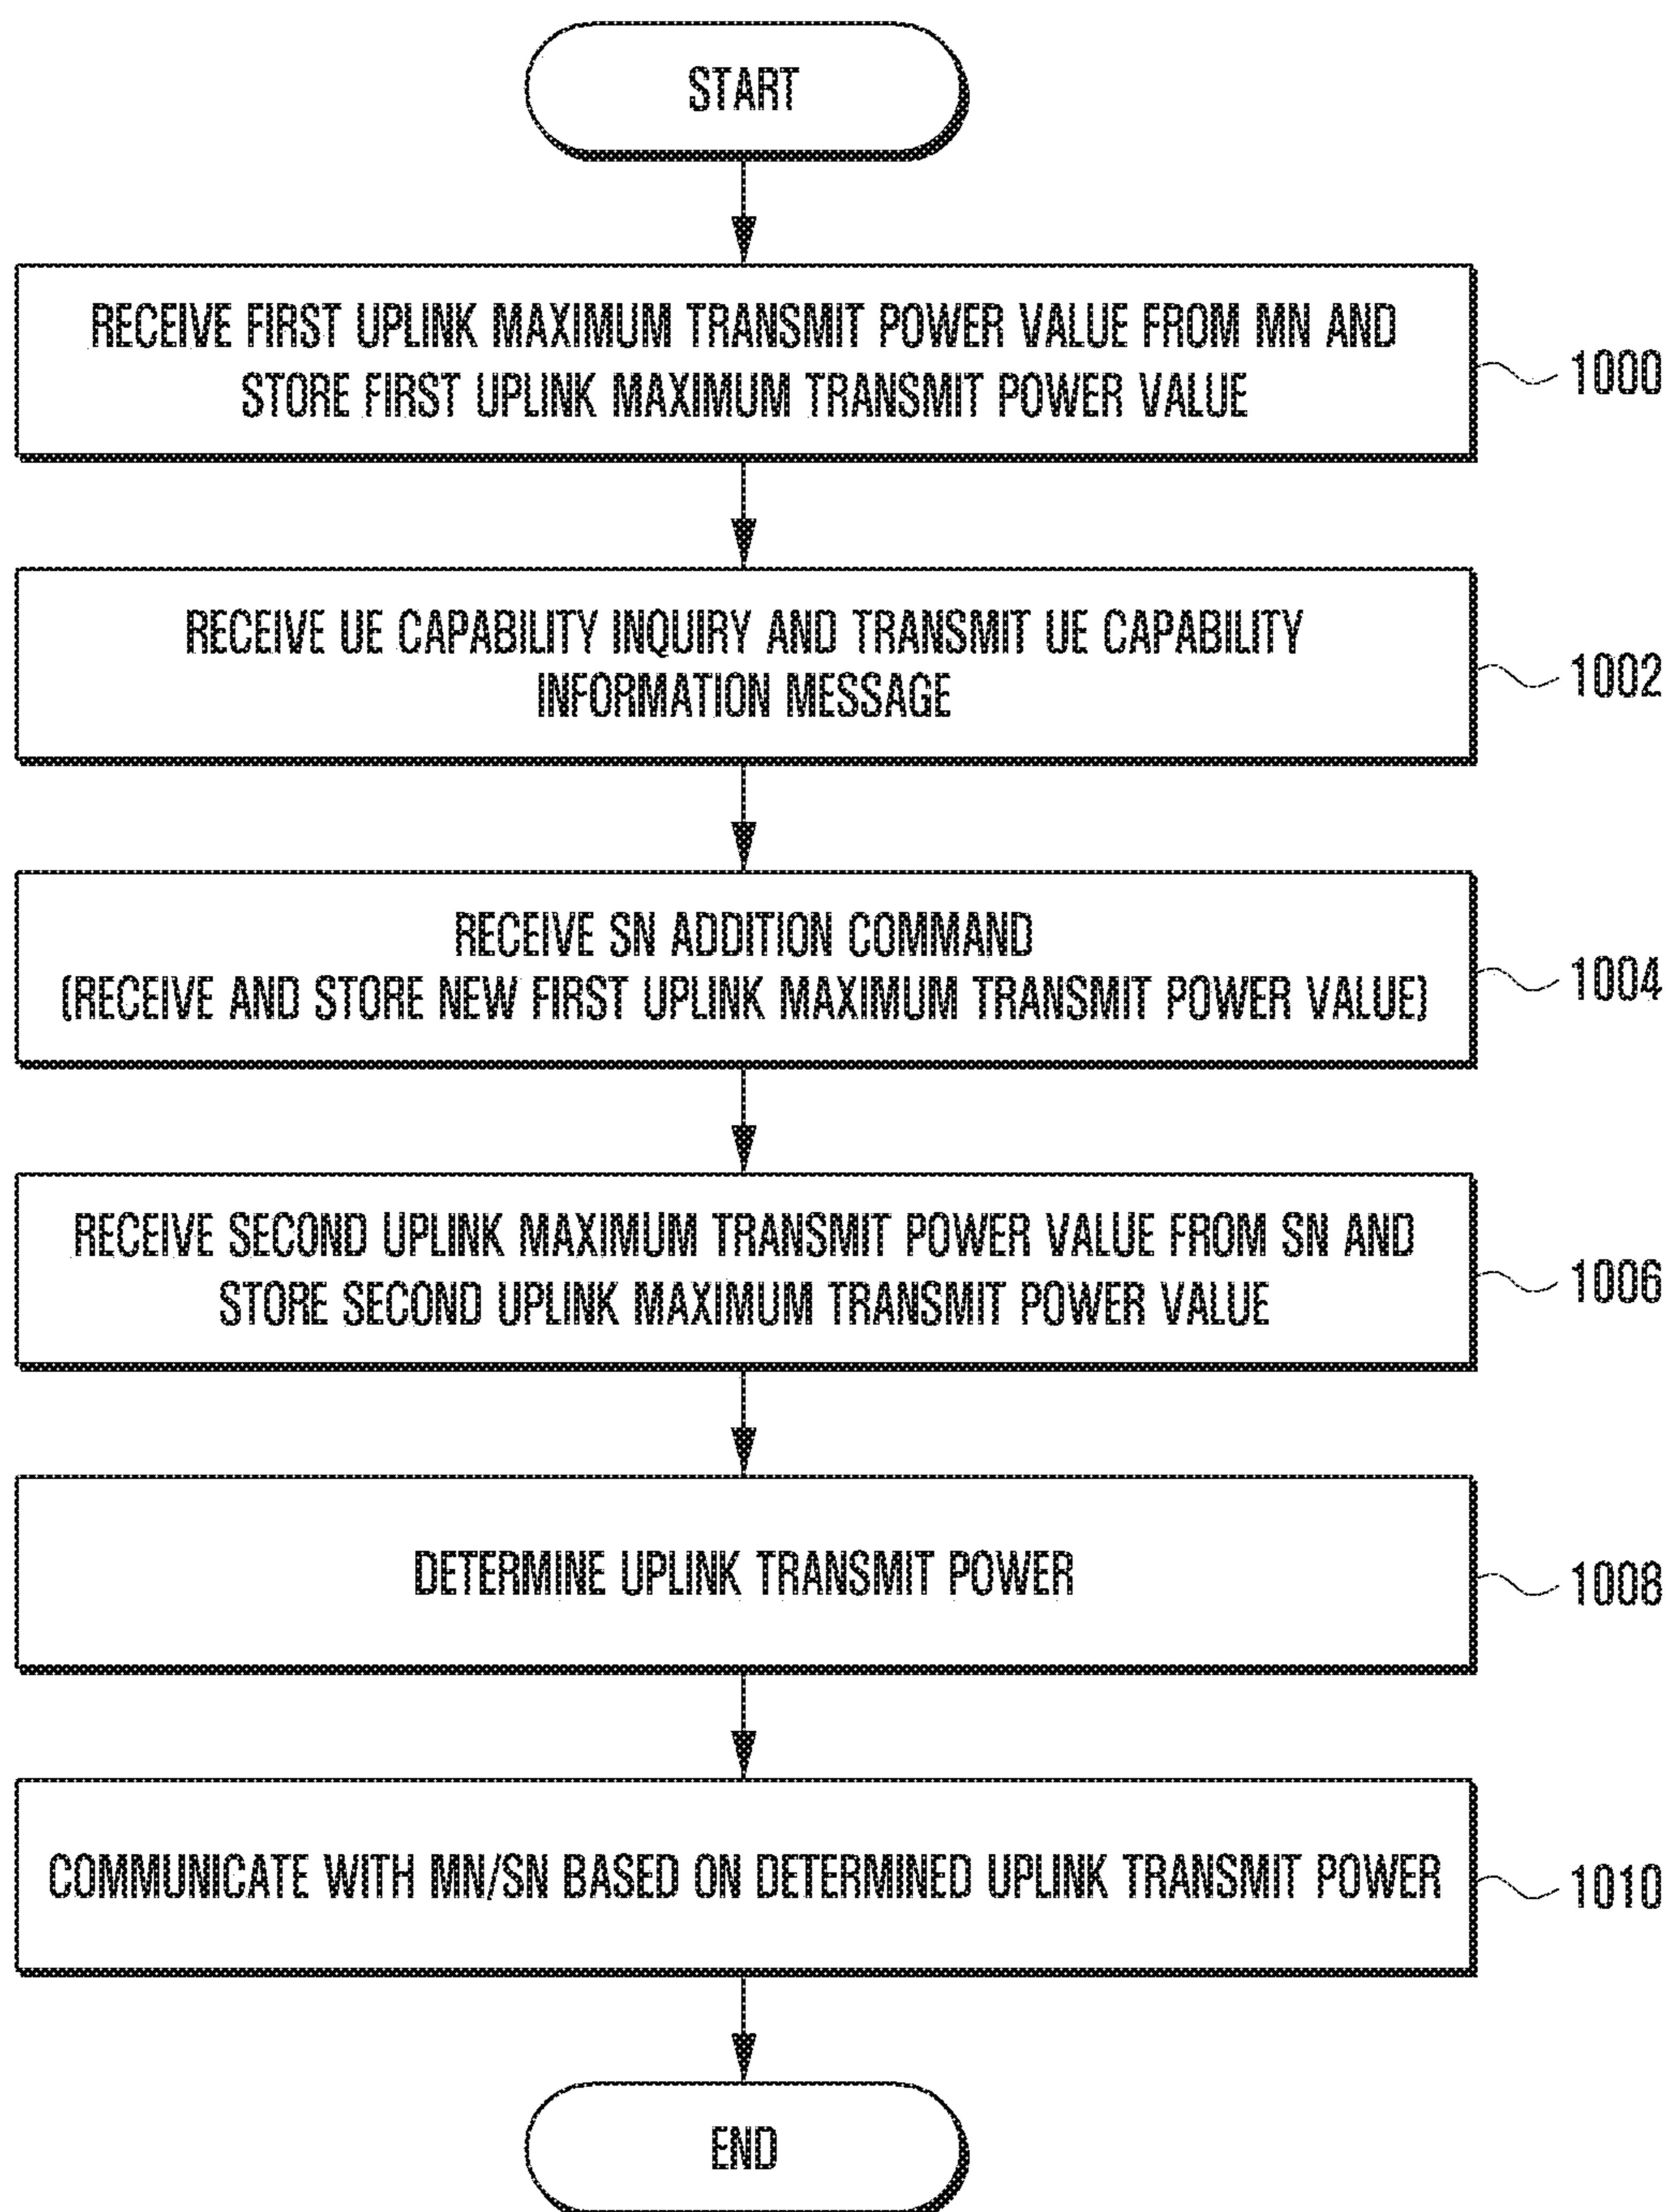 START
RECEIVE FIRST UPLINK MAXIMUM TRANSMIT POWER VALUE FROM MN AND
STORE FIRST UPLINK MAXIMUM TRANSMIT POWER VALUE
1000
RECEIVE UE CAPABILITY INQUIRY AND TRANSMIT UE CAPABILITY
INFORMATION MESSAGE
1002
RECEIVE SN ADDITION COMMAND
(RECEIVE AND STORE NEW FIRST UPLINK MAXIMUM TRANSMIT POWER VALUE)
1004
RECEIVE SECOND UPLINK MAXIMUM TRANSMIT POWER VALUE FROM SN AND
STORE SECOND UPLINK MAXIMUM TRANSMIT POWER VALUE
1006
DETERMINE UPLINK TRANSMIT POWER
1008
COMMUNICATE WITH MN/SN BASED ON DETERMINED UPLINK TRANSMIT POWER
1010
END